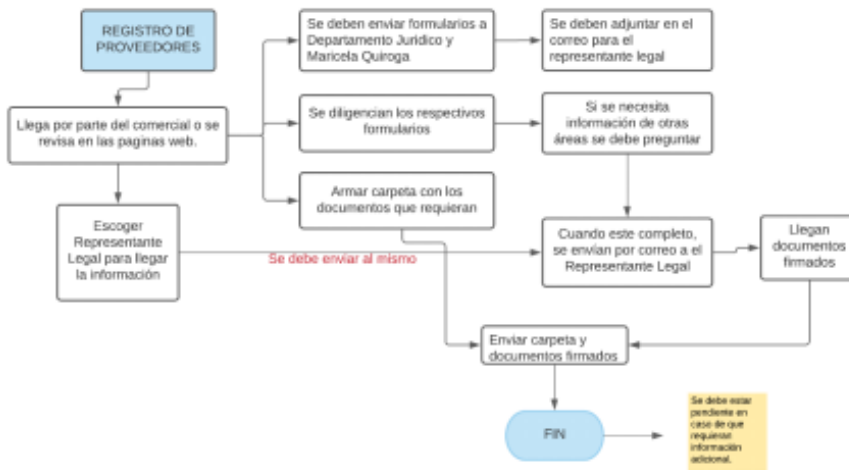 REGISTRO DE
PROVEEDORES
Se deben enviar formularios a
Departamento Juridico y
Maricela Quiroga
Se deben adjuntar en el
correo para el
representante legal
Llega por parte del comercial o se
revisa en las paginas web.
Se diligencian los respectivos
formularios
Si se necesita
información de otras
áreas se debe preguntar
Armar carpeta con los
documentos que requieran
Escoger
Representante
Legal para llegar
la información
Se debe enviar al mismo
Cuando este completo,
se envian por correo a el
Representante Legal
Llegan
documentos
firmados
Enviar carpeta y
documentos firmados
FIN
Se debe estar
pendiente en
caso de que
requieran
información
adicional.